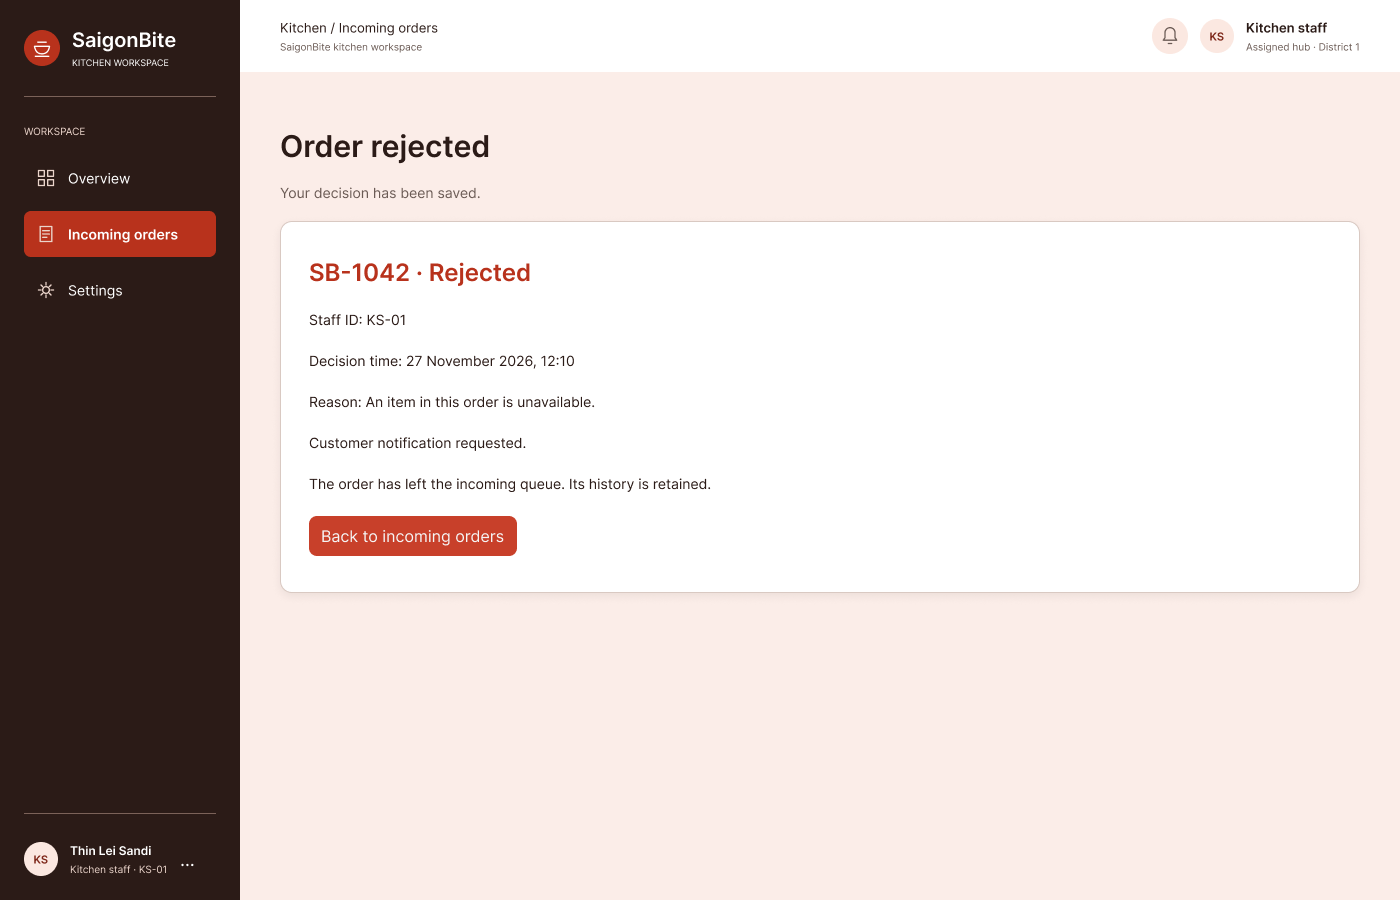 SaigonBite
KITCHEN WORKSPACE
WORKSPACE
Overview
Incoming orders
Settings
KS
Thin Lei Sandi
Kitchen staff · KS-01
...
Kitchen / Incoming orders
SaigonBite kitchen workspace
KS
Kitchen staff
Assigned hub · District 1
Order rejected
Your decision has been saved.
SB-1042 · Rejected
Staff ID: KS-01
Decision time: 27 November 2026, 12:10
Reason: An item in this order is unavailable.
Customer notification requested.
The order has left the incoming queue. Its history is retained.
Back to incoming orders